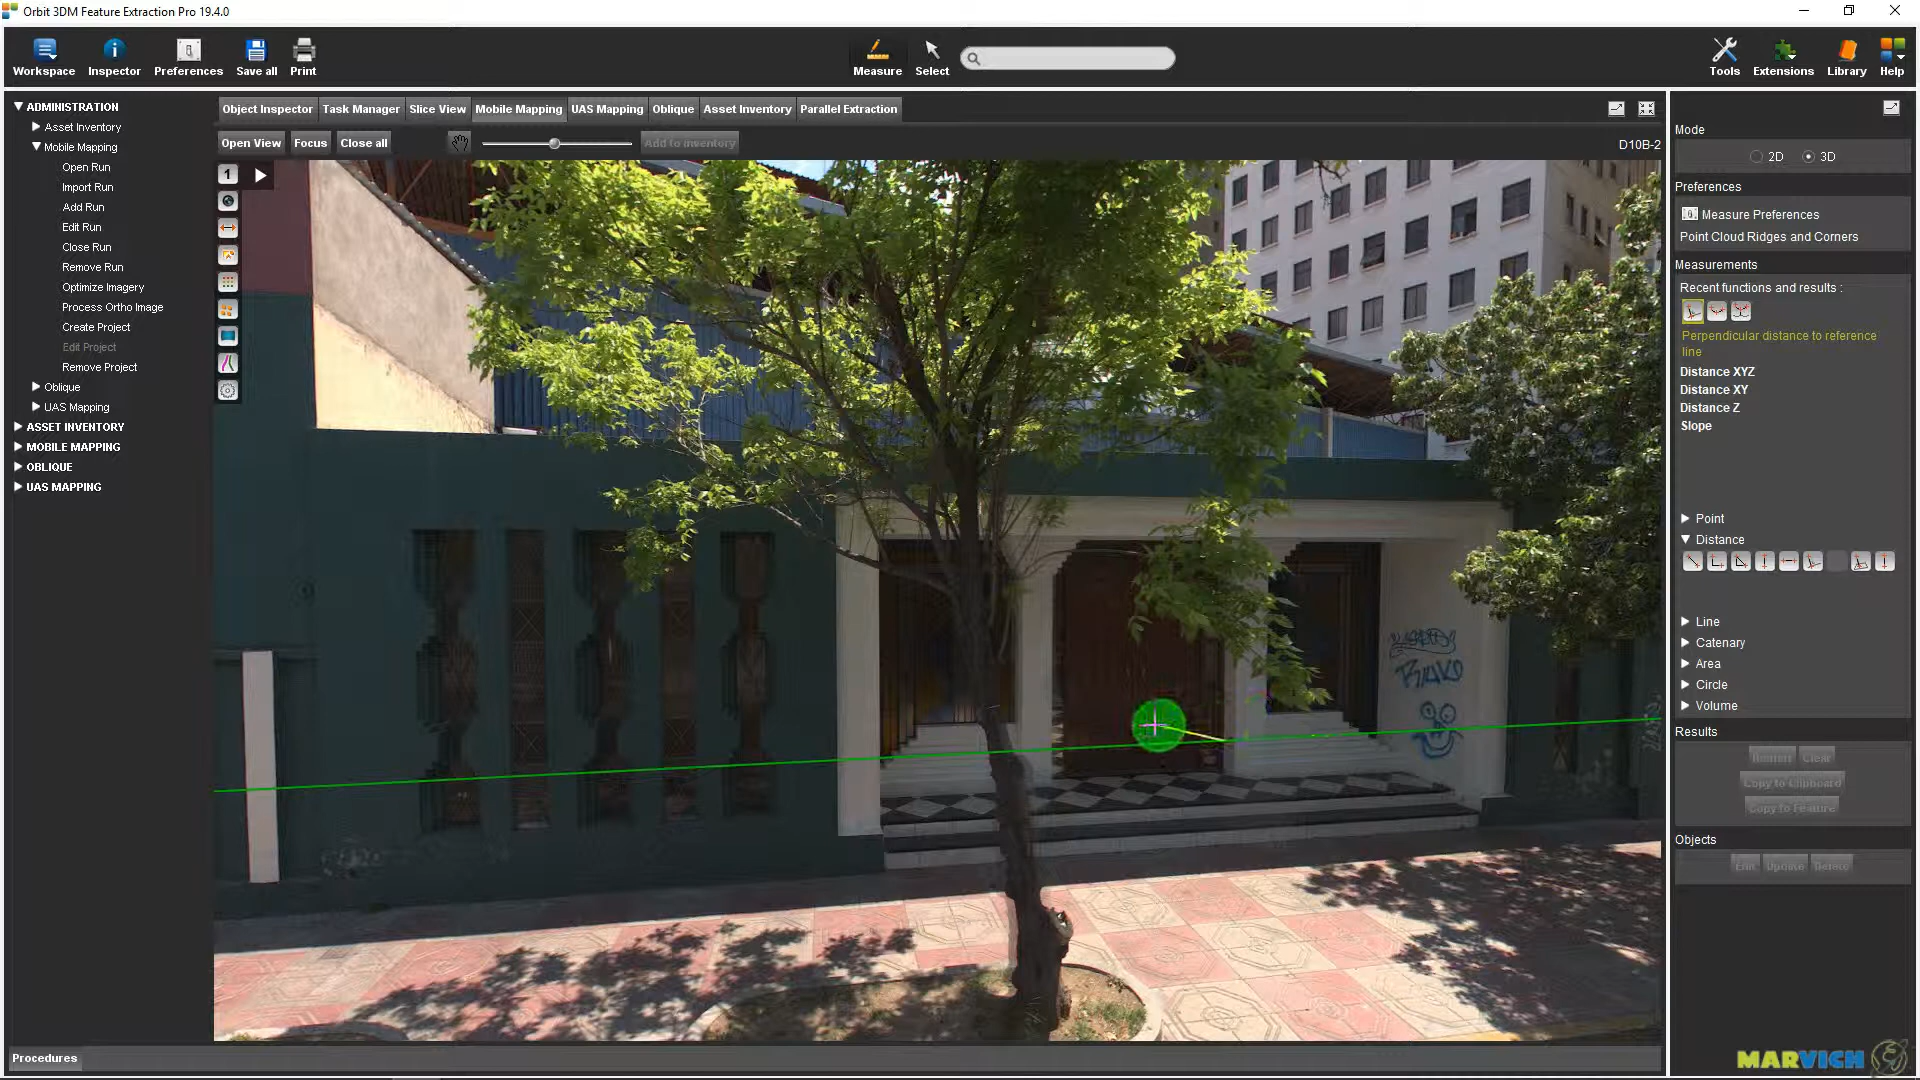 Orbit 3DM Feature Extraction Pro 19.4.0
Workspace Inspector Preferences Save all Print Measure Select Tools Extensions Library Help
ADMINISTRATION
Asset Inventory
Mobile Mapping
Open Run
Import Run
Add Run
Edit Run
Close Run
Remove Run
Optimize Imagery
Process Ortho Image
Create Project
Edit Project
Remove Project
Oblique
UAS Mapping
ASSET INVENTORY
MOBILE MAPPING
OBLIQUE
UAS MAPPING
Object Inspector Task Manager Slice View Mobile Mapping UAS Mapping Oblique Asset Inventory Parallel Extraction
Open View Focus Close all Add to inventory D10B-2
1
Mode
2D 3D
Preferences
Measure Preferences
Point Cloud Ridges and Corners
Measurements
Recent functions and results :
Perpendicular distance to reference
line
Distance XYZ
Distance XY
Distance Z
Slope
Point
Distance
Line
Catenary
Area
Circle
Volume
Results
Restart Clear
Copy to Clipboard
Copy to Feature
Objects
Edit Update Delete
Procedures
MARVICH